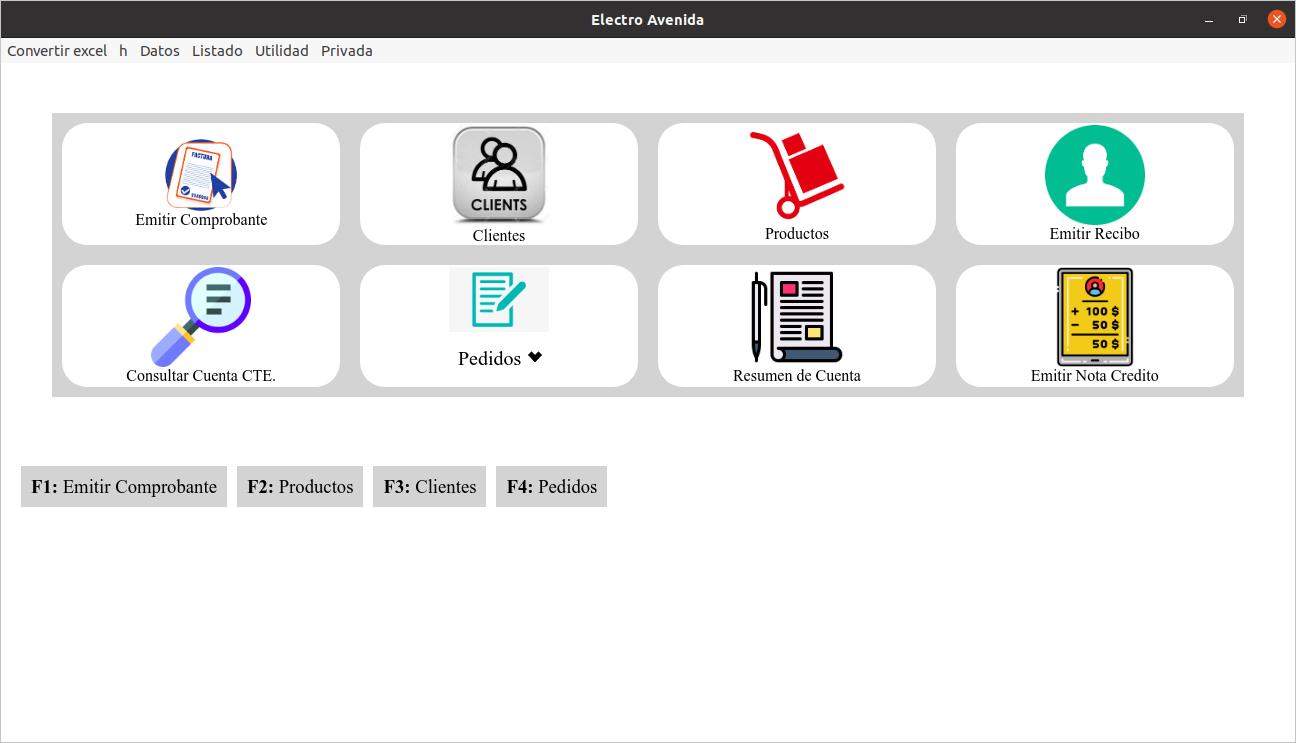 Electro Avenida
Convertir excel h Datos Listado Utilidad Privada
FACTURA
Emitir Comprobante
CLIENTS
Clientes
Productos
Emitir Recibo
Consultar Cuenta CTE.
Pedidos
Resumen de Cuenta
+ 100 $
- 50 $
50 $
Emitir Nota Credito
F1: Emitir Comprobante
F2: Productos
F3: Clientes
F4: Pedidos